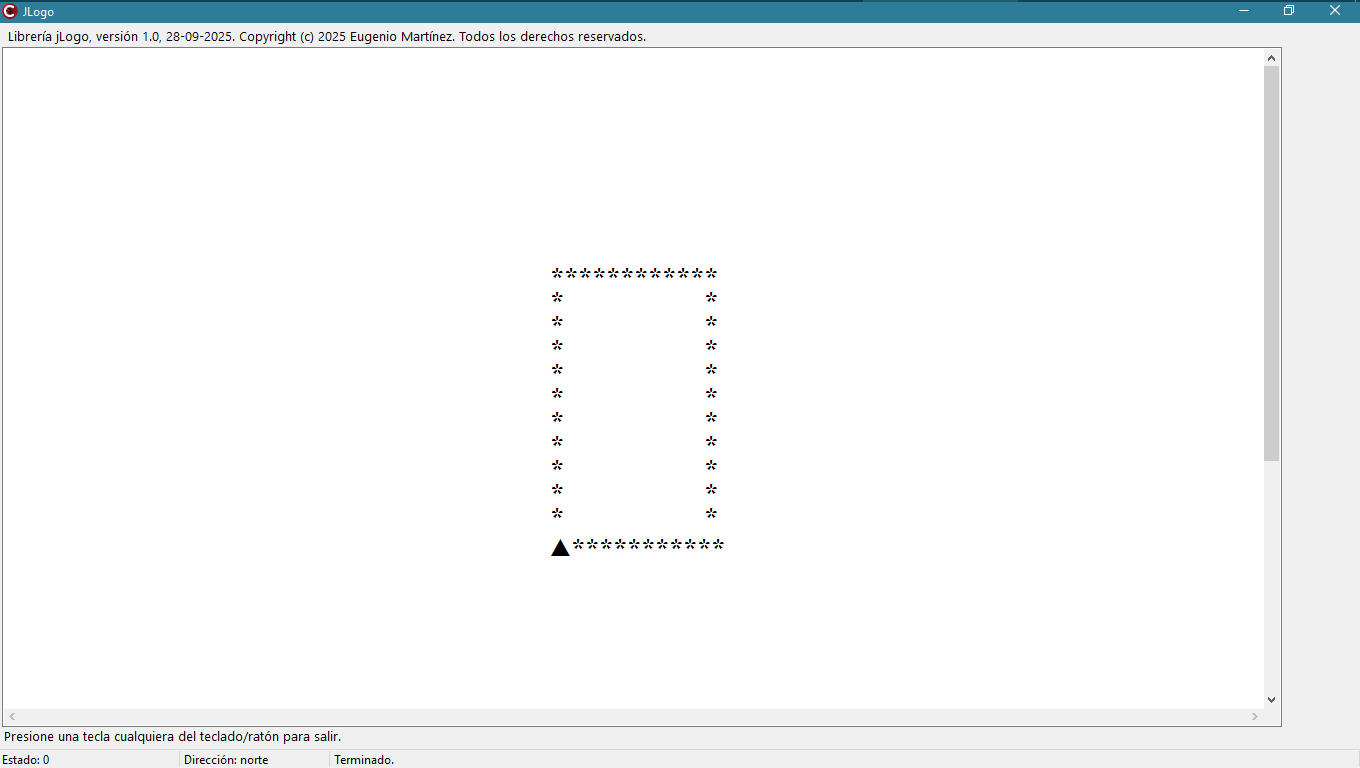 JLogo
Librería jLogo, versión 1.0, 28-09-2025. Copyright (c) 2025 Eugenio Martínez. Todos los derechos reservados.
************
*          *
*          *
*          *
*          *
*          *
*          *
*          *
*          *
*          *
*          *
▲***********
Presione una tecla cualquiera del teclado/ratón para salir.
Estado: 0
Dirección: norte
Terminado.